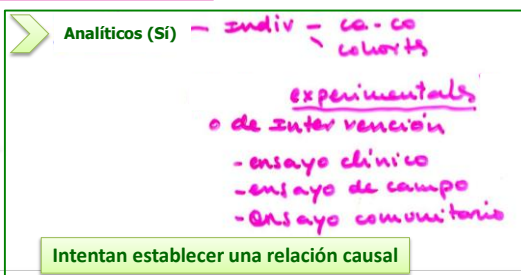 Analíticos (Sí) - Indiv - ca-co
cohorts
experimentals
o de Intervención
- ensayo clínico
- ensayo de campo
- ensayo comunitario
Intentan establecer una relación causal